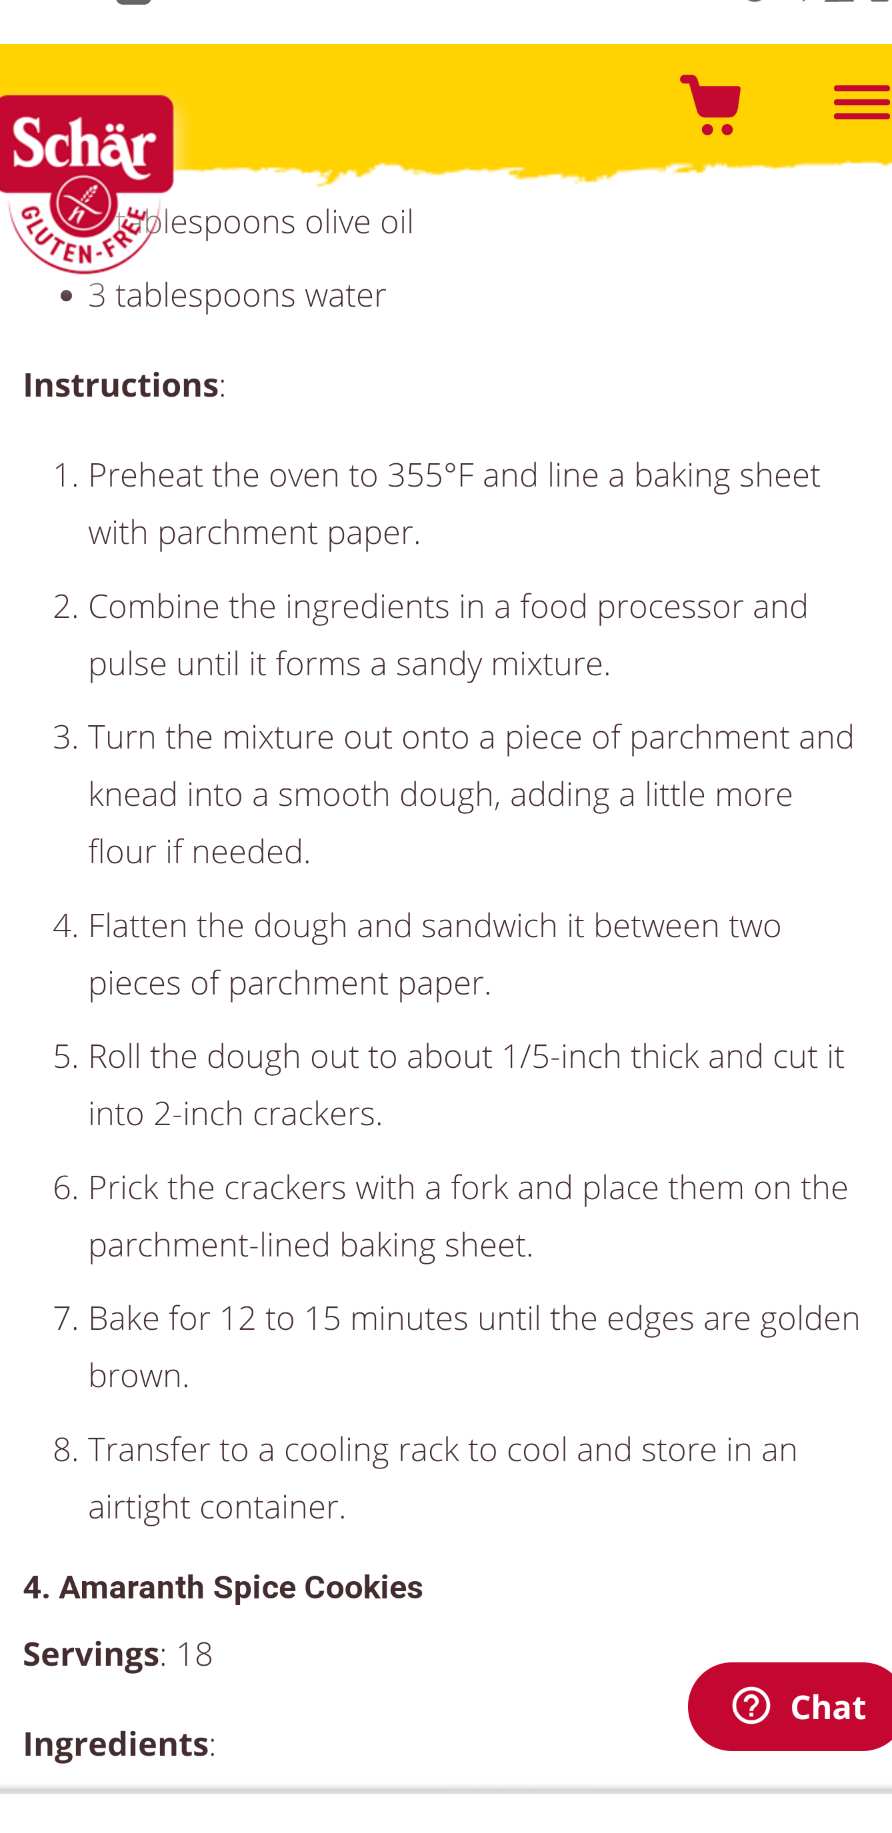 Schär
GLUTEN-FREE
tablespoons olive oil
• 3 tablespoons water
Instructions:
1. Preheat the oven to 355°F and line a baking sheet
with parchment paper.
2. Combine the ingredients in a food processor and
pulse until it forms a sandy mixture.
3. Turn the mixture out onto a piece of parchment and
knead into a smooth dough, adding a little more
flour if needed.
4. Flatten the dough and sandwich it between two
pieces of parchment paper.
5. Roll the dough out to about 1/5-inch thick and cut it
into 2-inch crackers.
6. Prick the crackers with a fork and place them on the
parchment-lined baking sheet.
7. Bake for 12 to 15 minutes until the edges are golden
brown.
8. Transfer to a cooling rack to cool and store in an
airtight container.
4. Amaranth Spice Cookies
Servings: 18
Chat
Ingredients: